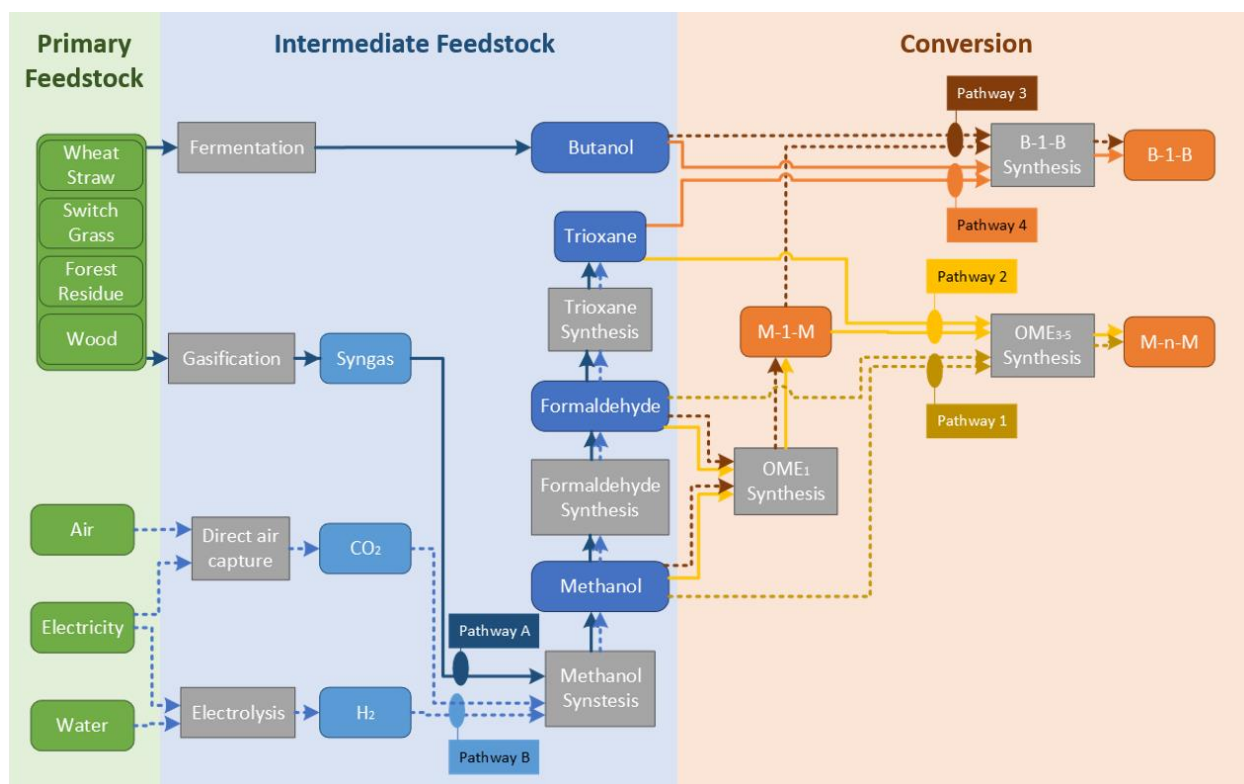 Primary
Feedstock
Intermediate Feedstock
Conversion
Wheat
Straw
Switch
Grass
Forest
Residue
Wood
Fermentation
Butanol
Pathway 3
B-1-B
Synthesis
B-1-B
Pathway 4
Trioxane
Trioxane
Synthesis
Pathway 2
M-1-M
OME₃₋₅
Synthesis
M-n-M
Pathway 1
Gasification
Syngas
Formaldehyde
Formaldehyde
Synthesis
OME₁
Synthesis
Air
Direct air
capture
CO₂
Methanol
Electricity
Pathway A
Methanol
Synstesis
Water
Electrolysis
H₂
Pathway B